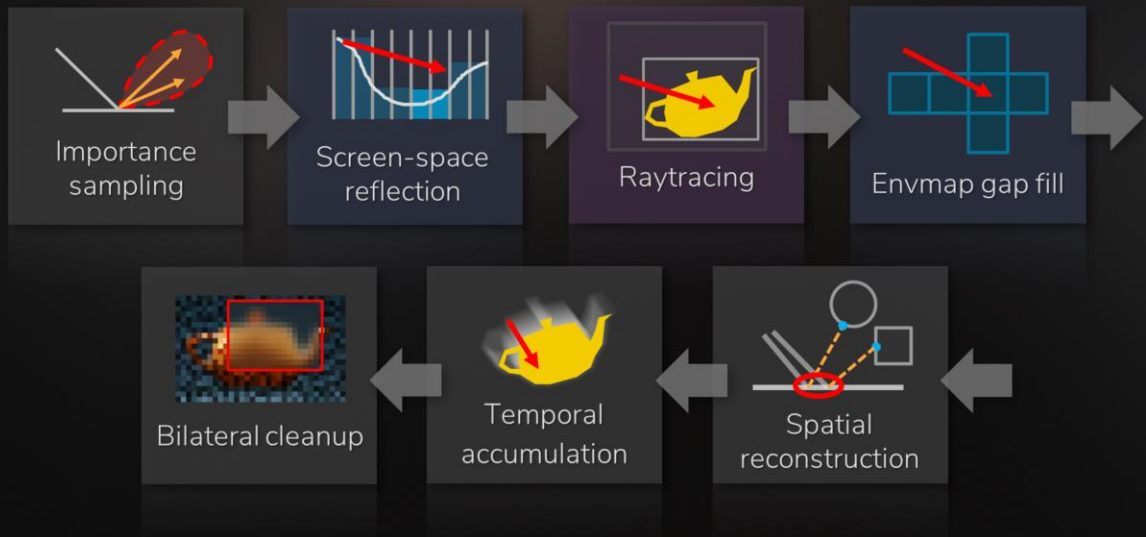 Importance
sampling
Screen-space
reflection
Raytracing
Envmap gap fill
Bilateral cleanup
Temporal
accumulation
Spatial
reconstruction